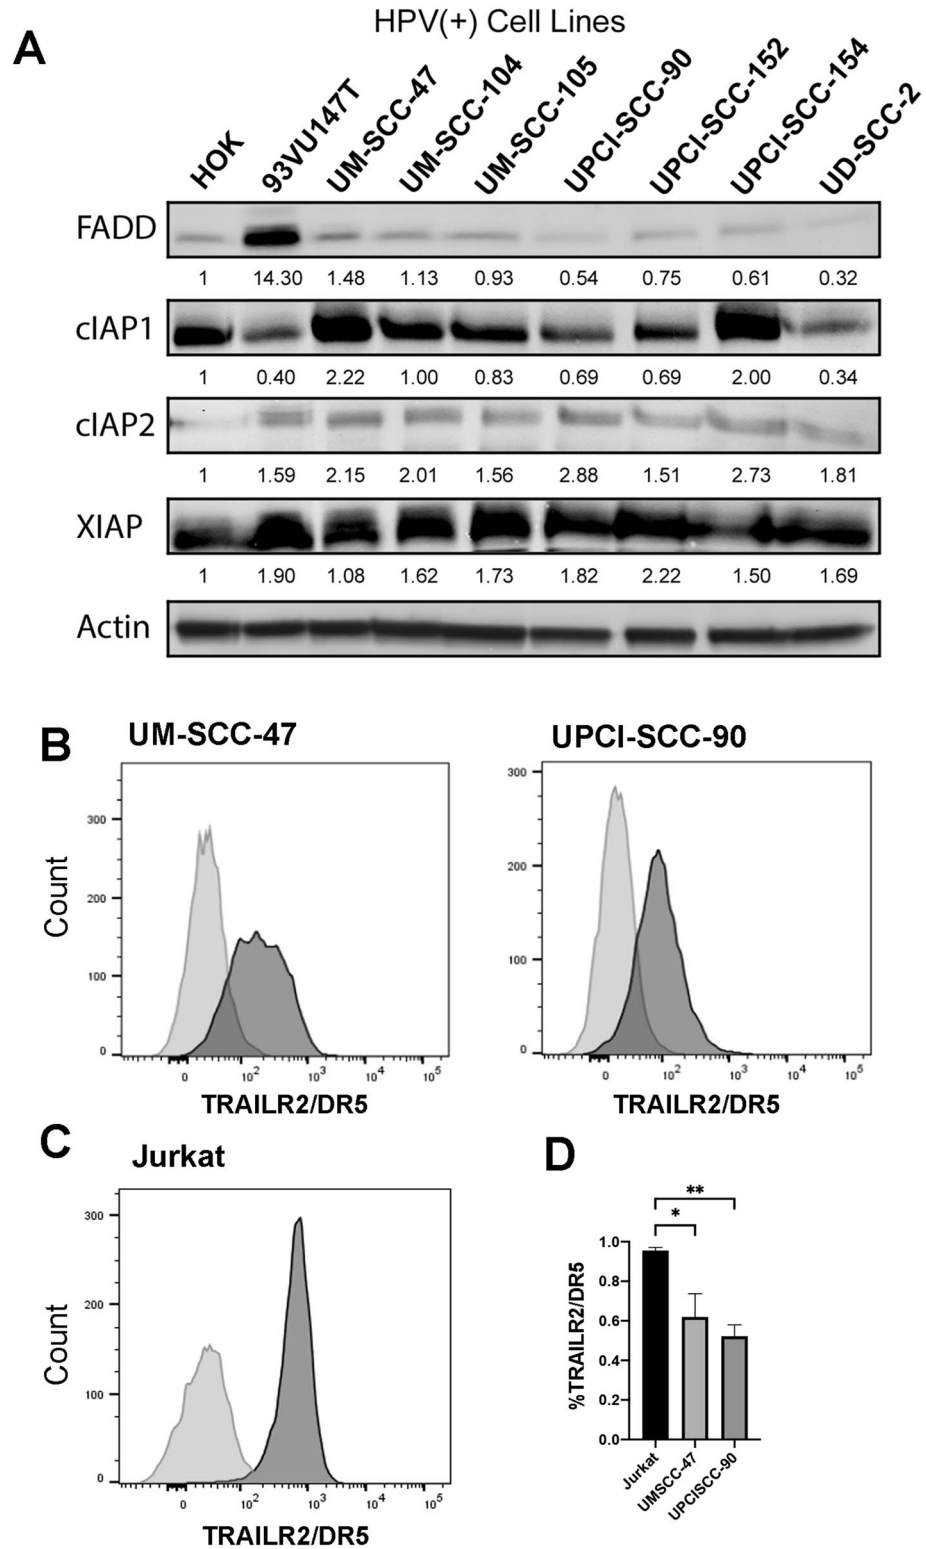 HPV(+) Cell Lines
A
HOK 93VU147T UM-SCC-47 UM-SCC-104 UM-SCC-105 UPCI-SCC-90 UPCI-SCC-152 UPCI-SCC-154 UD-SCC-2
FADD
1 14.30 1.48 1.13 0.93 0.54 0.75 0.61 0.32
cIAP1
1 0.40 2.22 1.00 0.83 0.69 0.69 2.00 0.34
cIAP2
1 1.59 2.15 2.01 1.56 2.88 1.51 2.73 1.81
XIAP
1 1.90 1.08 1.62 1.73 1.82 2.22 1.50 1.69
Actin
B
UM-SCC-47
Count
300
200
100
0
0 10² 10³ 10⁴ 10⁵
TRAILR2/DR5
UPCI-SCC-90
300
200
100
0
0 10² 10³ 10⁴ 10⁵
TRAILR2/DR5
C
Jurkat
Count
300
200
100
0
0 10² 10³ 10⁴ 10⁵
TRAILR2/DR5
D
**
*
%TRAILR2/DR5
1.0
0.8
0.6
0.4
0.2
0.0
Jurkat UMSCC-47 UPCISCC-90